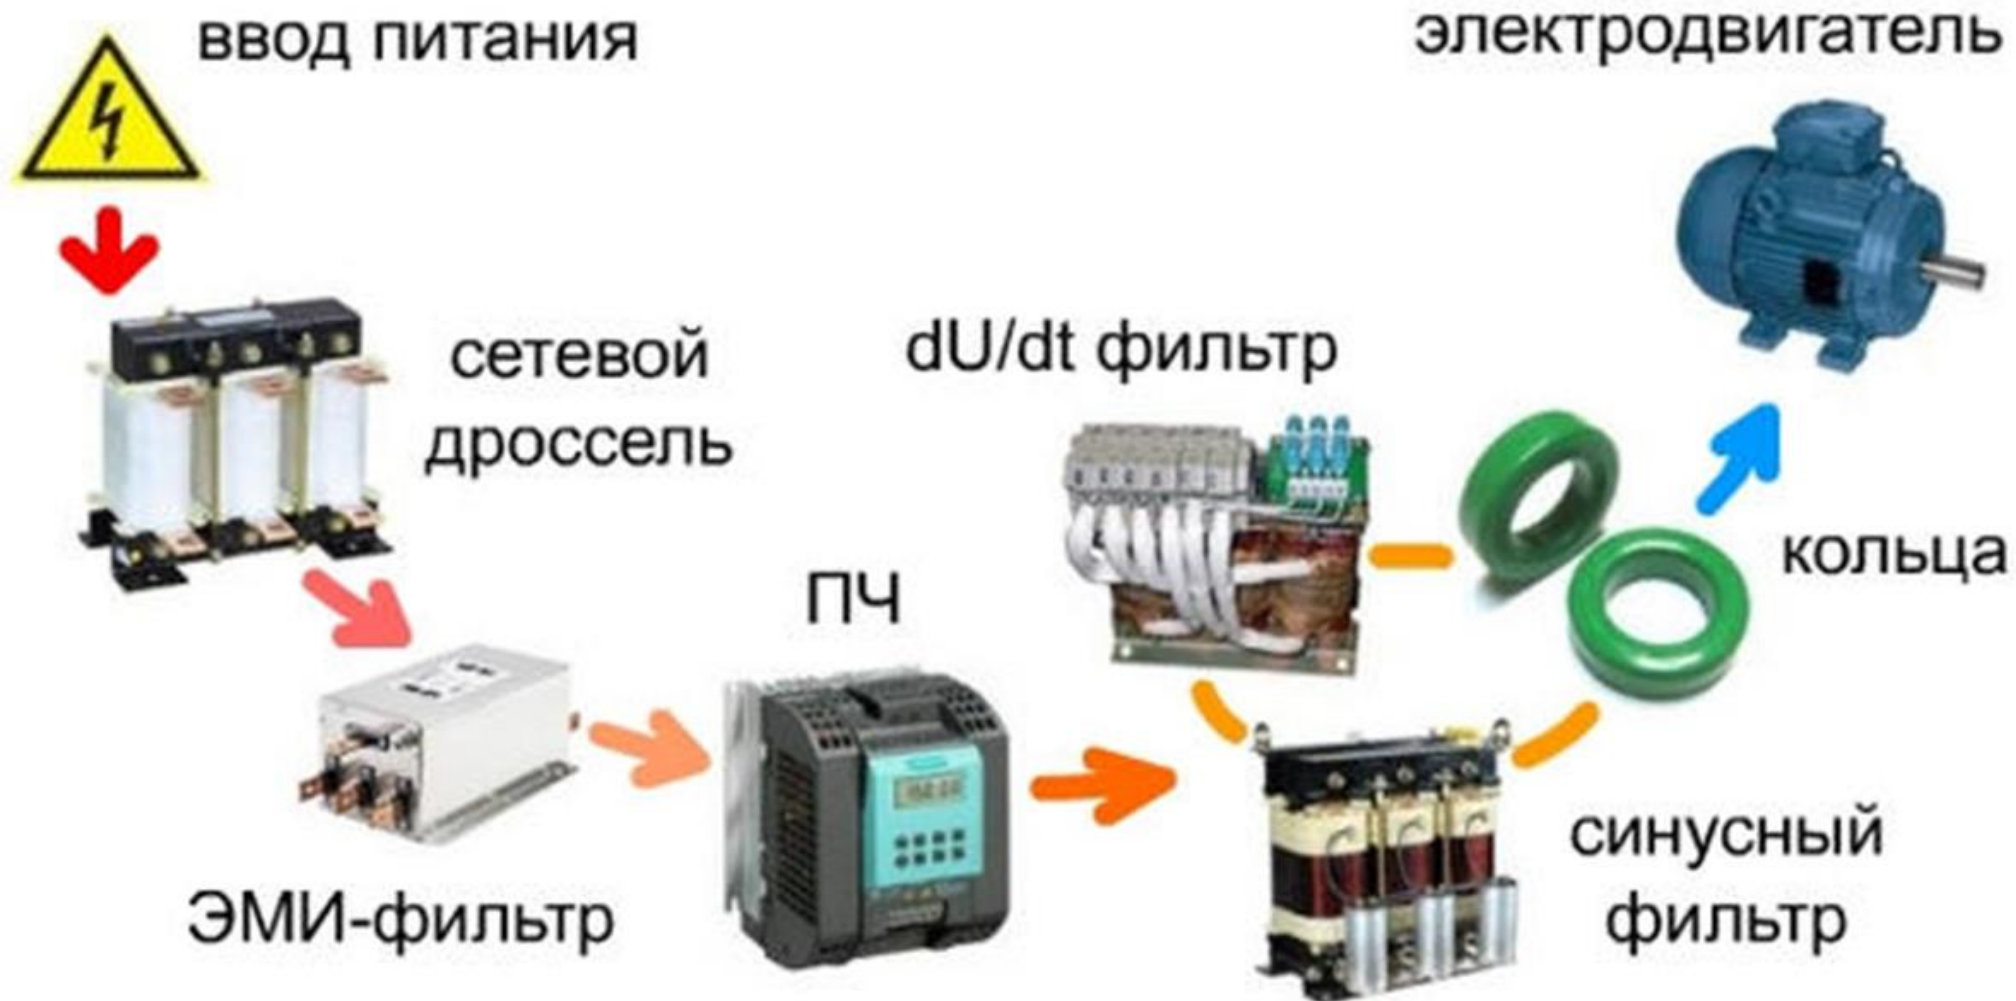 ввод питания
электродвигатель
сетевой
дроссель
dU/dt фильтр
кольца
ПЧ
ЭМИ-фильтр
синусный
фильтр